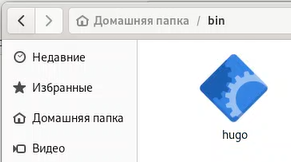 Домашняя папка / bin
Недавние
Избранные
Домашняя папка
Видео
hugo